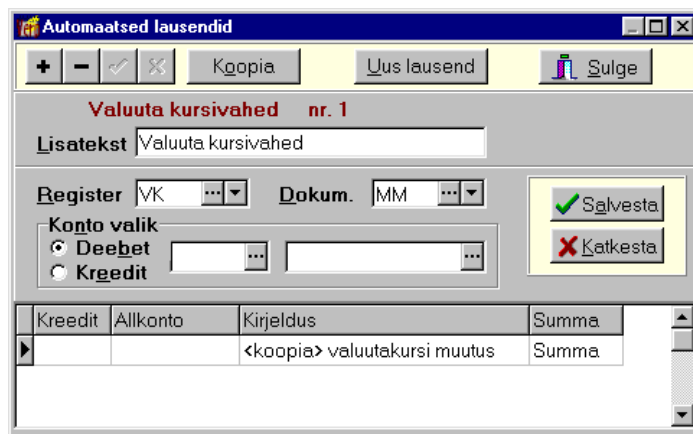 Automaatsed lausendid
Koopia Uus lausend Sulge
Valuuta kursivahed nr. 1
Lisatekst Valuuta kursivahed
Register VK Dokum. MM
Salvesta
Konto valik
Deebet
Katkesta
Kreedit
Kreedit Allkonto Kirjeldus Summa
<koopia> valuutakursi muutus Summa